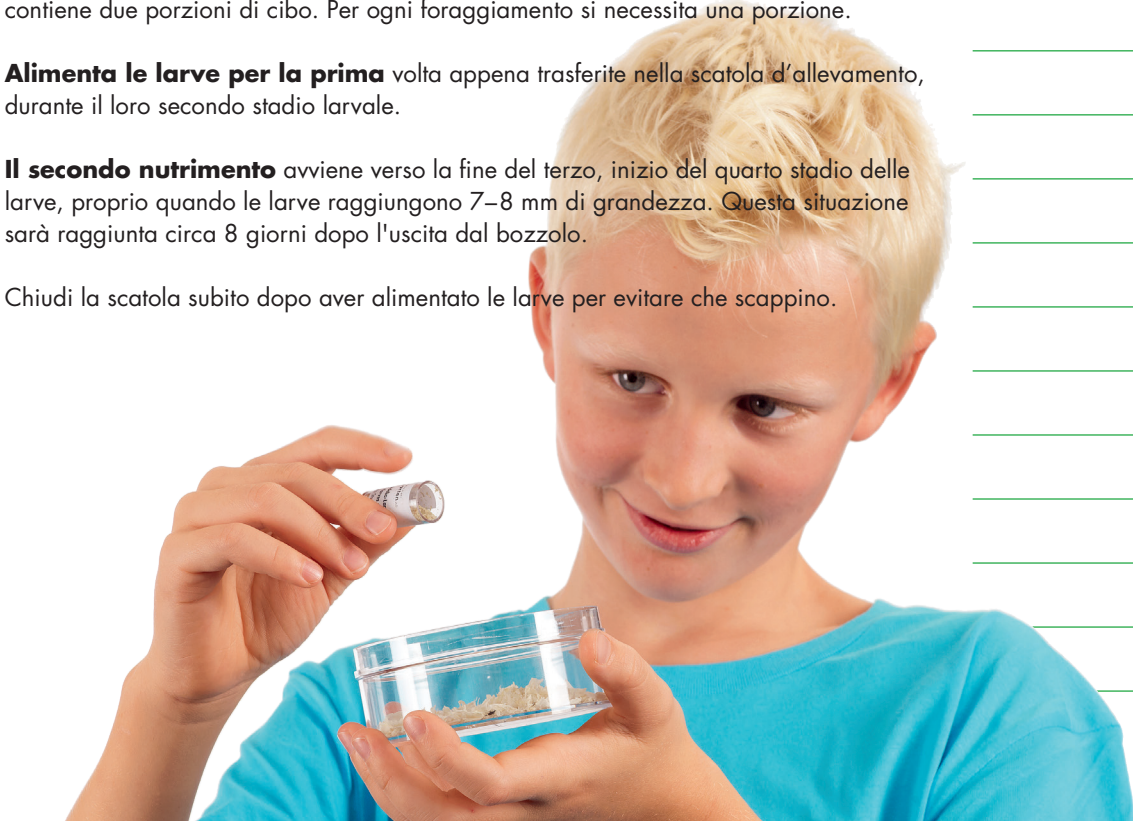 contiene due porzioni di cibo. Per ogni foraggiamento si necessita una porzione.
Alimenta le larve per la prima volta appena trasferite nella scatola d'allevamento,
durante il loro secondo stadio larvale.
Il secondo nutrimento avviene verso la fine del terzo, inizio del quarto stadio delle
larve, proprio quando le larve raggiungono 7–8 mm di grandezza. Questa situazione
sarà raggiunta circa 8 giorni dopo l'uscita dal bozzolo.
Chiudi la scatola subito dopo aver alimentato le larve per evitare che scappino.